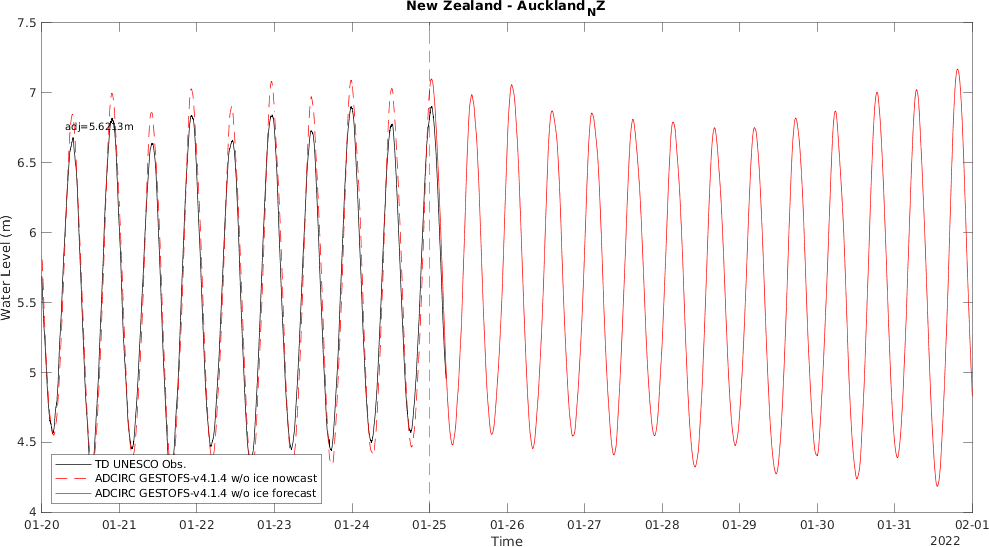 New Zealand - Auckland_NZ
7.5
7
6.5
6
5.5
5
4.5
4
Water Level (m)
adj=5.6213m
TD UNESCO Obs.
ADCIRC GESTOFS-v4.1.4 w/o ice nowcast
ADCIRC GESTOFS-v4.1.4 w/o ice forecast
01-20 01-21 01-22 01-23 01-24 01-25 01-26 01-27 01-28 01-29 01-30 01-31 02-01
Time
2022